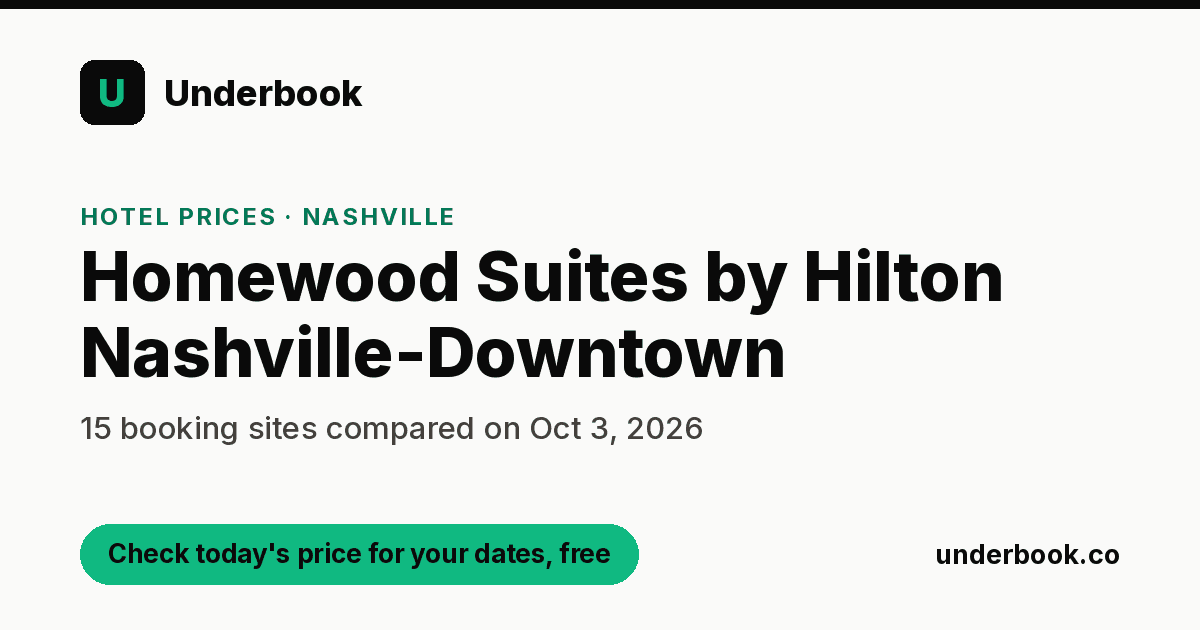 U Underbook
HOTEL PRICES · NASHVILLE
Homewood Suites by Hilton
Nashville-Downtown
15 booking sites compared on Oct 3, 2026
Check today's price for your dates, free
underbook.co